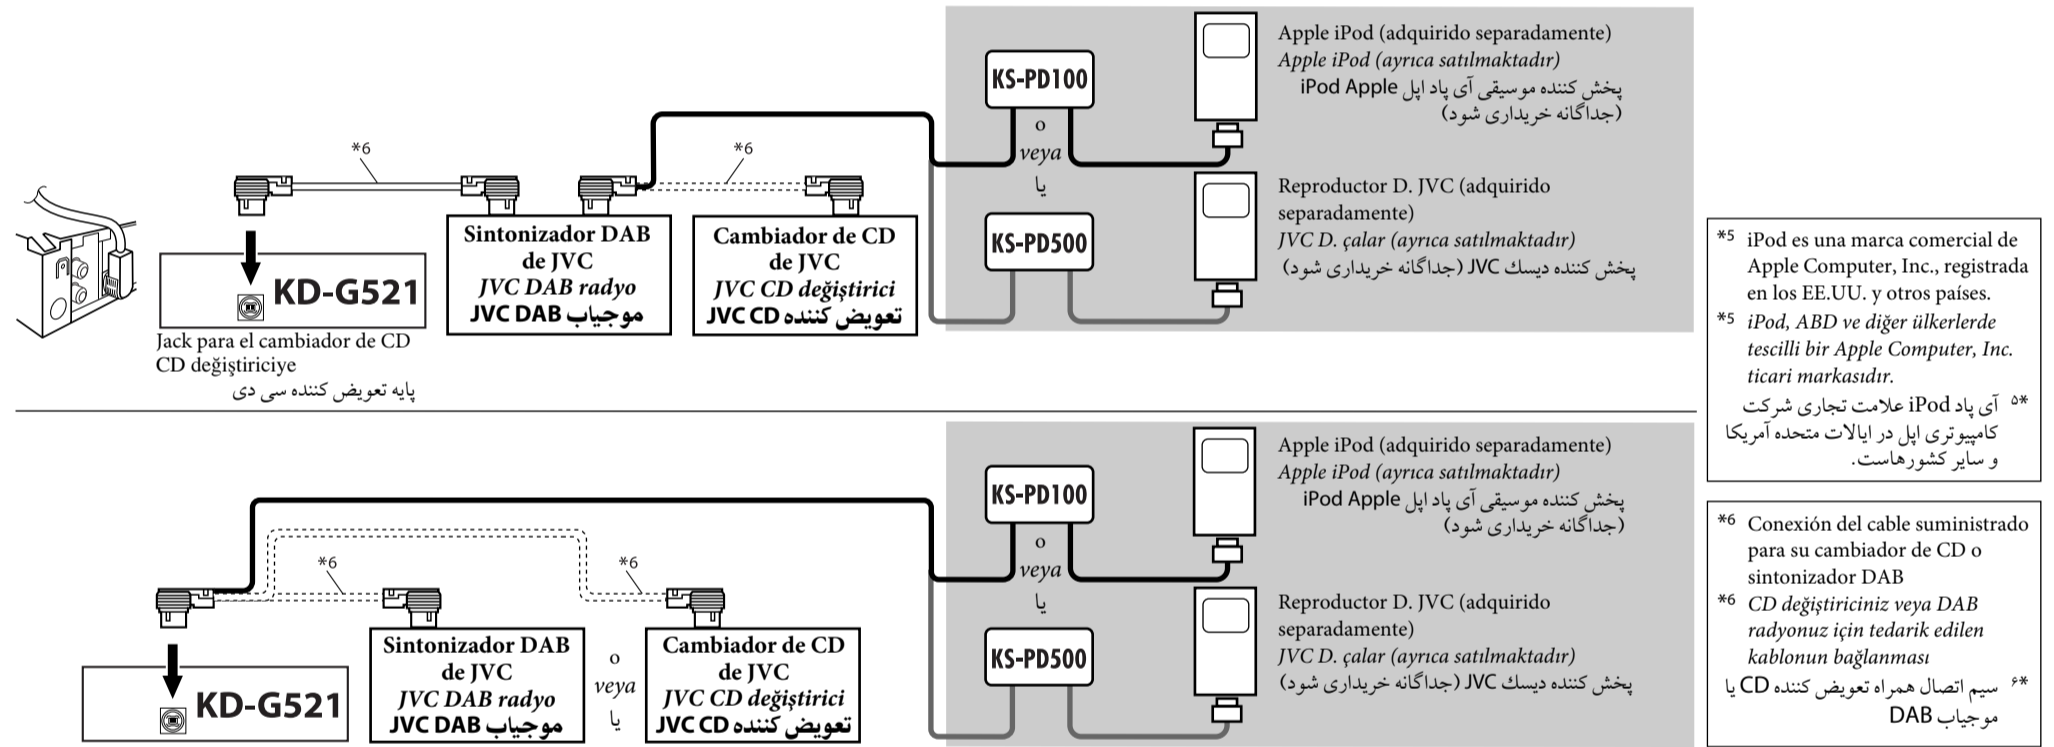 KS-PD100
o
veya
یا
KS-PD500
Apple iPod (adquirido separadamente)
Apple iPod (ayrıca satılmaktadır)
پخش کننده موسیقی آی پاد اپل iPod Apple
(جداگانه خریداری شود)
Reproductor D. JVC (adquirido
separadamente)
JVC D. çalar (ayrıca satılmaktadır)
پخش کننده دیسك JVC (جداگانه خریداری شود)
*6
*6
KD-G521
Sintonizador DAB
de JVC
JVC DAB radyo
موجیاب JVC DAB
Cambiador de CD
de JVC
JVC CD değiştirici
تعویض کننده JVC CD
Jack para el cambiador de CD
CD değiştiriciye
پایه تعویض کننده سی دی
KS-PD100
o
veya
یا
KS-PD500
Apple iPod (adquirido separadamente)
Apple iPod (ayrıca satılmaktadır)
پخش کننده موسیقی آی پاد اپل iPod Apple
(جداگانه خریداری شود)
Reproductor D. JVC (adquirido
separadamente)
JVC D. çalar (ayrıca satılmaktadır)
پخش کننده دیسك JVC (جداگانه خریداری شود)
*6
*6
KD-G521
Sintonizador DAB
de JVC
JVC DAB radyo
موجیاب JVC DAB
o
veya
یا
Cambiador de CD
de JVC
JVC CD değiştirici
تعویض کننده JVC CD
*5 iPod es una marca comercial de
Apple Computer, Inc., registrada
en los EE.UU. y otros países.
*5 iPod, ABD ve diğer ülkerlerde
tescilli bir Apple Computer, Inc.
ticari markasıdır.
*۵ آی پاد iPod علامت تجاری شرکت
کامپیوتری اپل در ایالات متحده آمریکا
و سایر کشورهاست.
*6 Conexión del cable suministrado
para su cambiador de CD o
sintonizador DAB
*6 CD değiştiriciniz veya DAB
radyonuz için tedarik edilen
kablonun bağlanması
*۶ سیم اتصال همراه تعویض کننده CD یا
موجیاب DAB